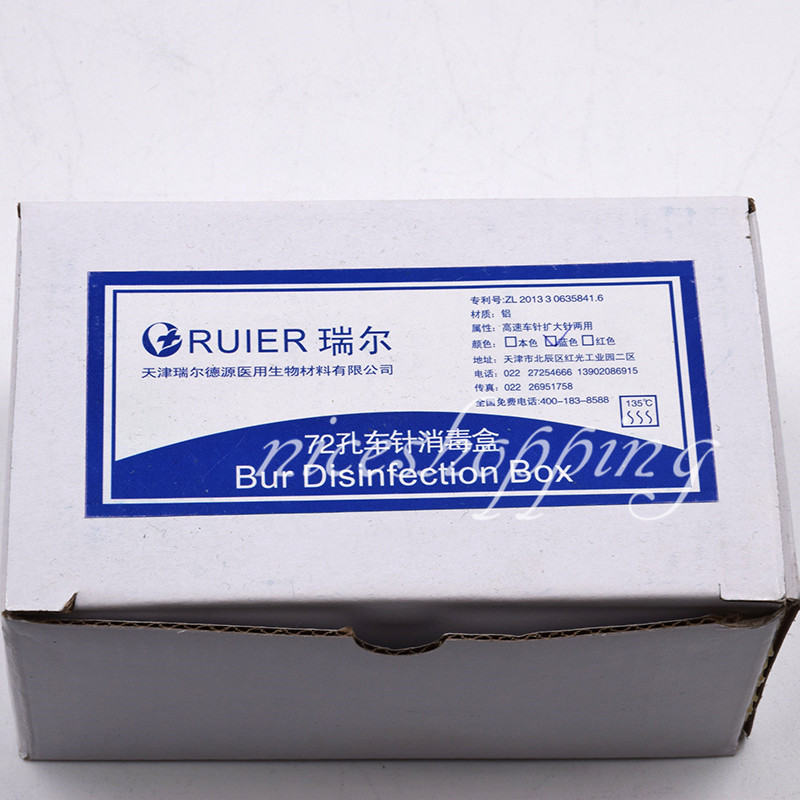 RUIER 瑞尔
天津瑞尔德源医用生物材料有限公司
专利号:ZL 2013 3 0635841.6
材质: 铝
属性: 高速车针扩大针两用
颜色: □本色 ☑蓝色 □红色
地址: 天津市北辰区红光工业园二区
电话: 022 27254666 13902086915
传真: 022 26951758
全国免费电话:400-183-8588
135℃
72孔车针消毒盒
Bur Disinfection Box
niceshopping